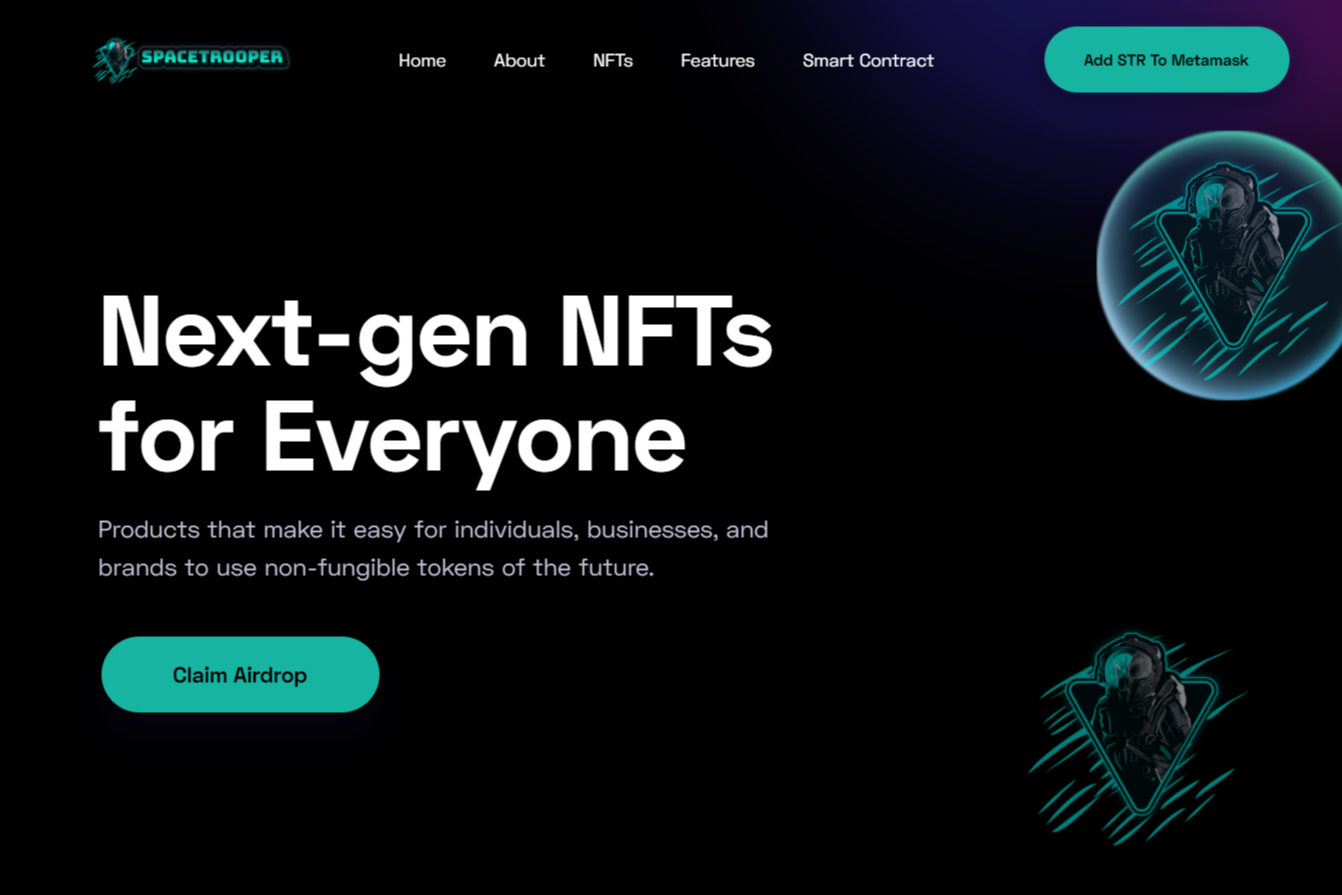 SPACETROOPER
Home
About
NFTs
Features
Smart Contract
Add STR To Metamask
Next-gen NFTs
for Everyone
Products that make it easy for individuals, businesses, and
brands to use non-fungible tokens of the future.
Claim Airdrop